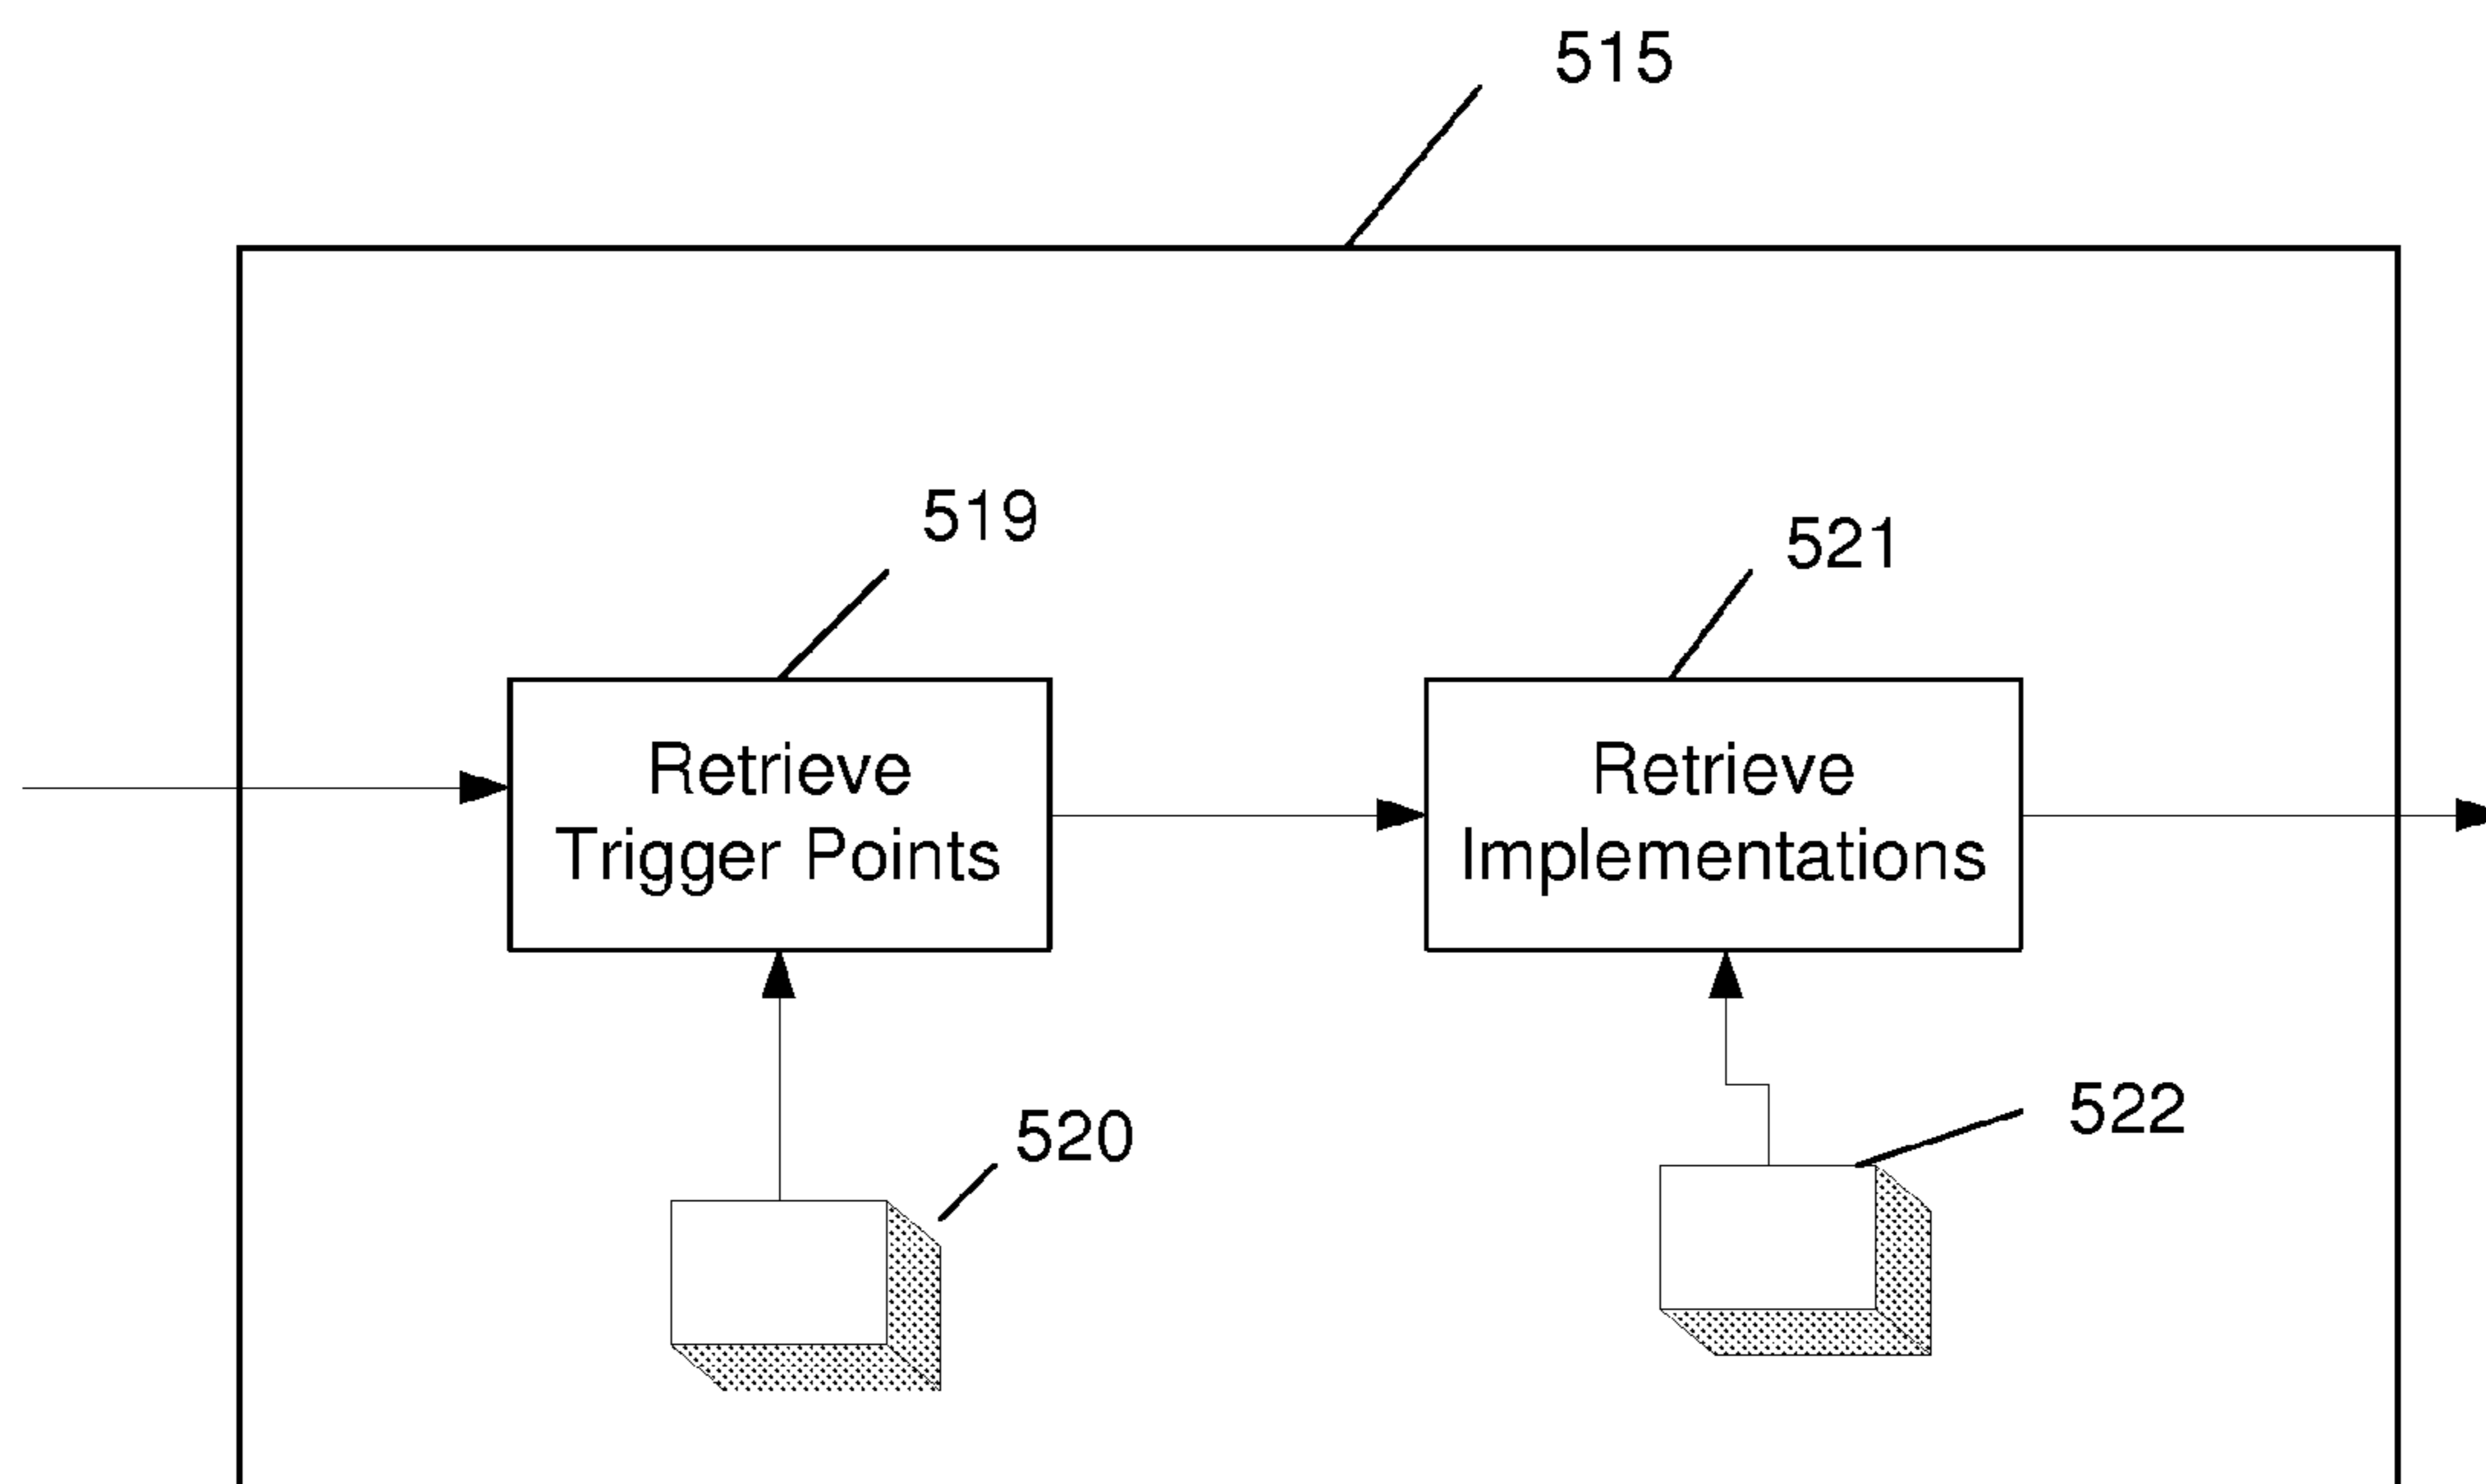 515
519
521
Retrieve
Trigger Points
Retrieve
Implementations
520
522